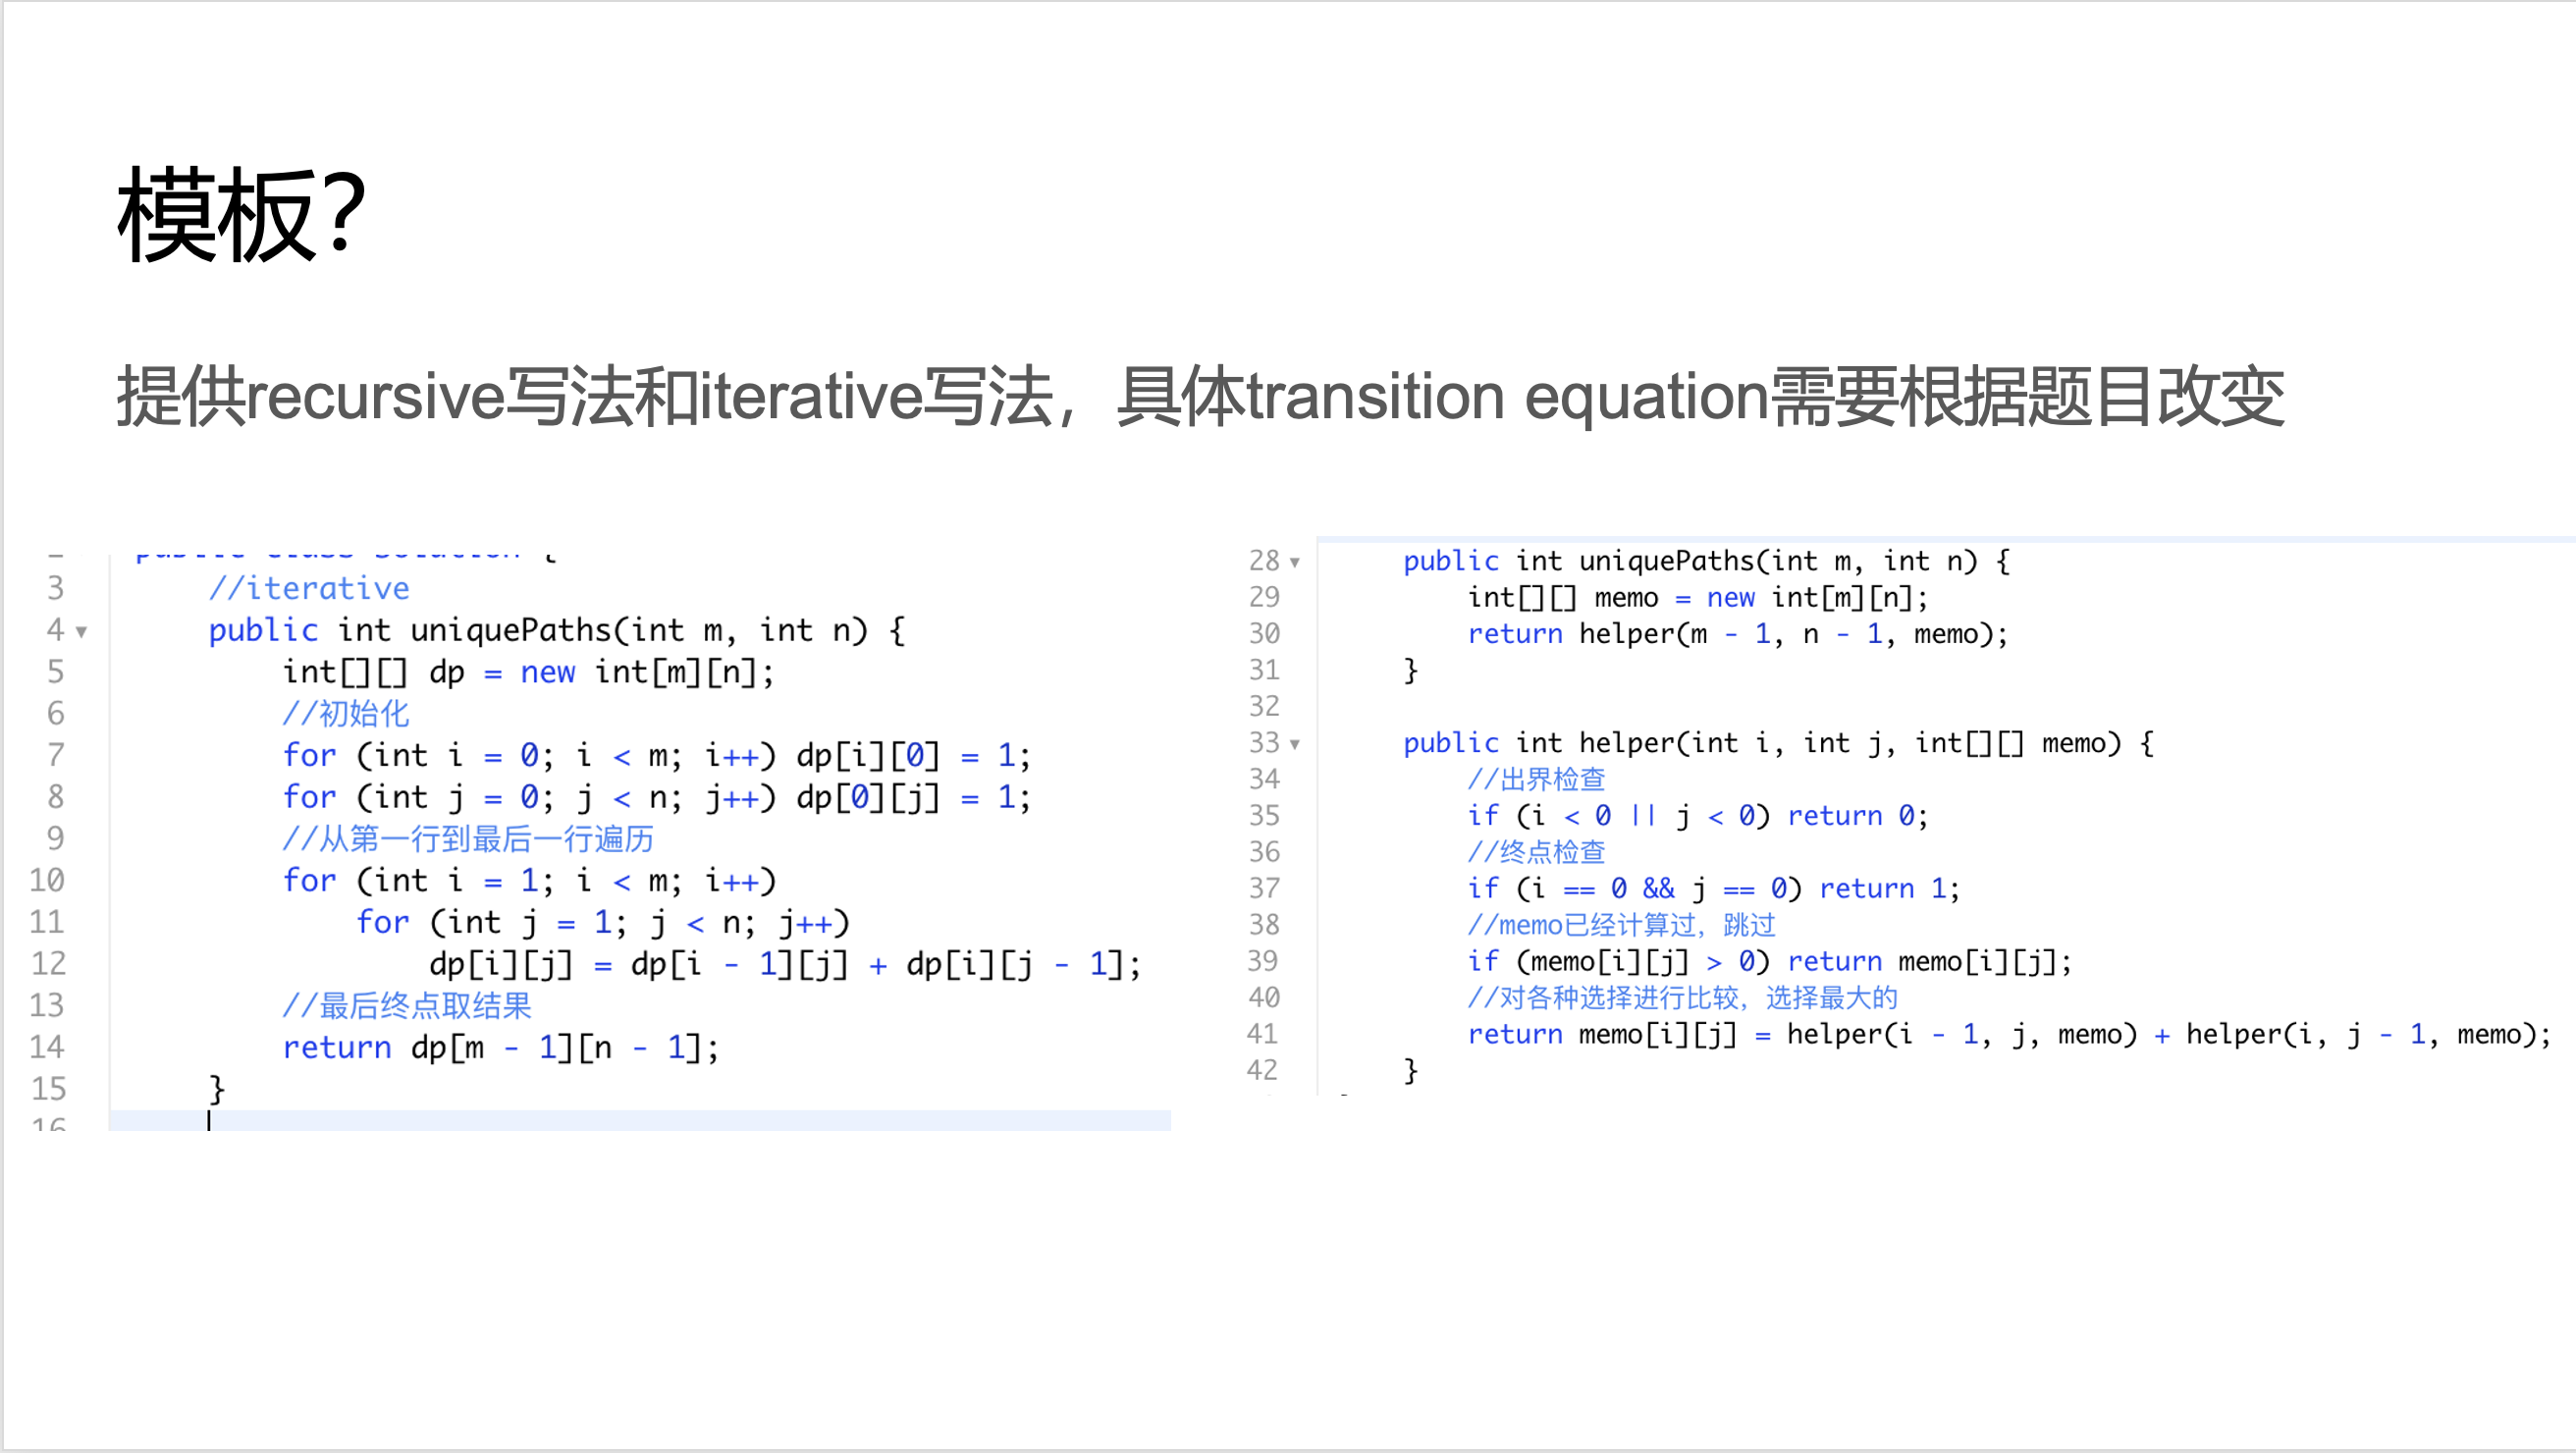 模板?
提供recursive写法和iterative写法，具体transition equation需要根据题目改变
3 //iterative
4 public int uniquePaths(int m, int n) {
5 int[][] dp = new int[m][n];
6 //初始化
7 for (int i = 0; i < m; i++) dp[i][0] = 1;
8 for (int j = 0; j < n; j++) dp[0][j] = 1;
9 //从第一行到最后一行遍历
10 for (int i = 1; i < m; i++)
11 for (int j = 1; j < n; j++)
12 dp[i][j] = dp[i - 1][j] + dp[i][j - 1];
13 //最后终点取结果
14 return dp[m - 1][n - 1];
15 }
16
28 public int uniquePaths(int m, int n) {
29 int[][] memo = new int[m][n];
30 return helper(m - 1, n - 1, memo);
31 }
32
33 public int helper(int i, int j, int[][] memo) {
34 //出界检查
35 if (i < 0 || j < 0) return 0;
36 //终点检查
37 if (i == 0 && j == 0) return 1;
38 //memo已经计算过，跳过
39 if (memo[i][j] > 0) return memo[i][j];
40 //对各种选择进行比较，选择最大的
41 return memo[i][j] = helper(i - 1, j, memo) + helper(i, j - 1, memo);
42 }